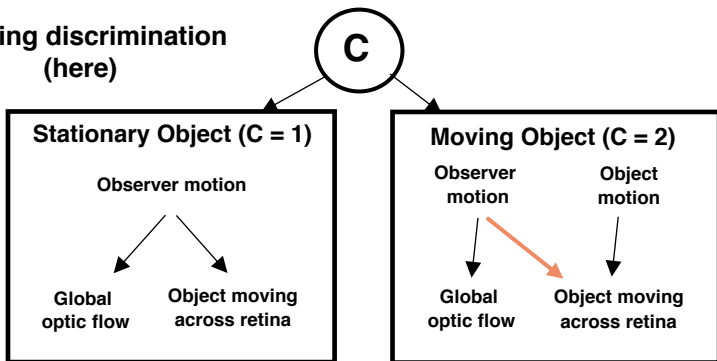 discrimination
(here)
C
Stationary Object (C = 1)
Observer motion
Global
optic flow
Object moving
across retina
Moving Object (C = 2)
Observer
motion
Object
motion
Global
optic flow
Object moving
across retina